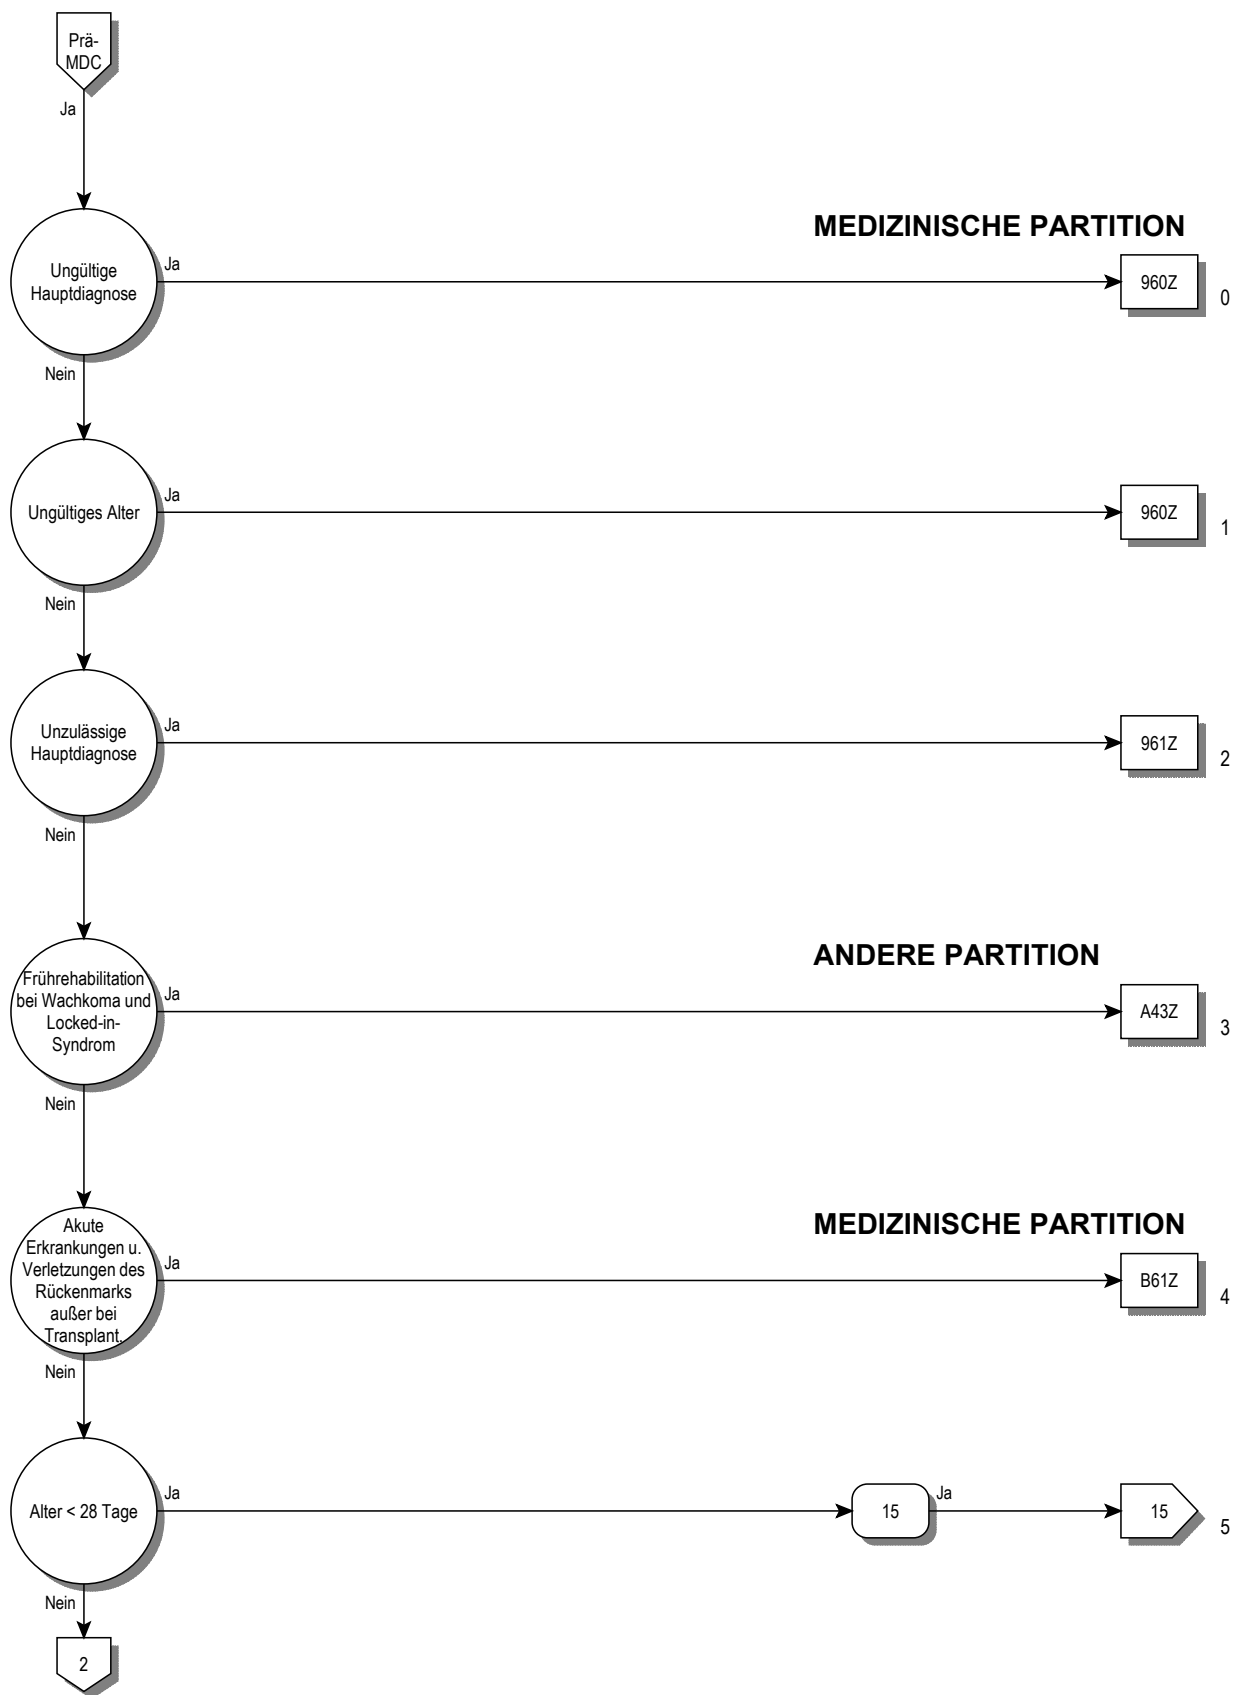 Prä-
MDC
Ja
MEDIZINISCHE PARTITION
Ungültige
Hauptdiagnose
Ja
960Z
0
Nein
Ungültiges Alter
Ja
960Z
1
Nein
Unzulässige
Hauptdiagnose
Ja
961Z
2
Nein
ANDERE PARTITION
Frührehabilitation
bei Wachkoma und
Locked-in-
Syndrom
Ja
A43Z
3
Nein
MEDIZINISCHE PARTITION
Akute
Erkrankungen u.
Verletzungen des
Rückenmarks
außer bei
Transplant.
Ja
B61Z
4
Nein
Alter < 28 Tage
Ja
15
Ja
15
5
Nein
2